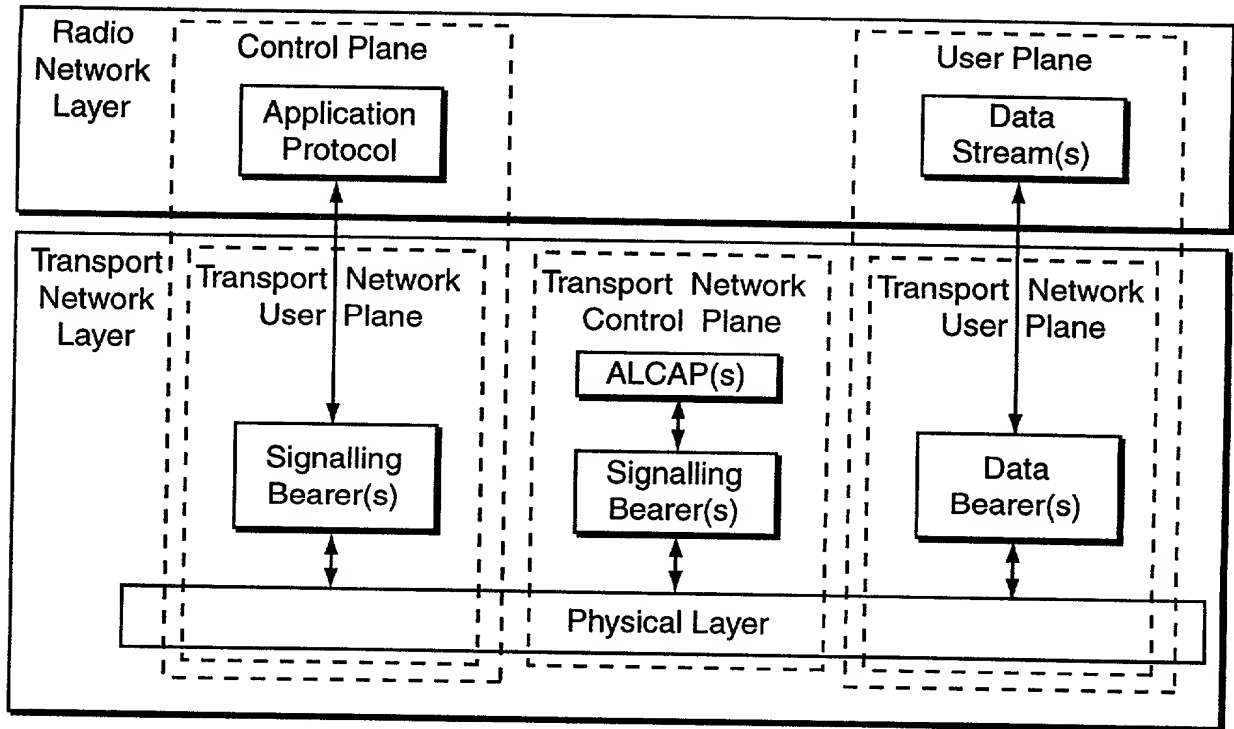 Radio
Network
Layer
Control Plane
Application
Protocol
User Plane
Data
Stream(s)
Transport
Network
Layer
Transport Network
User Plane
Signalling
Bearer(s)
Transport Network
Control Plane
ALCAP(s)
Signalling
Bearer(s)
Transport Network
User Plane
Data
Bearer(s)
Physical Layer